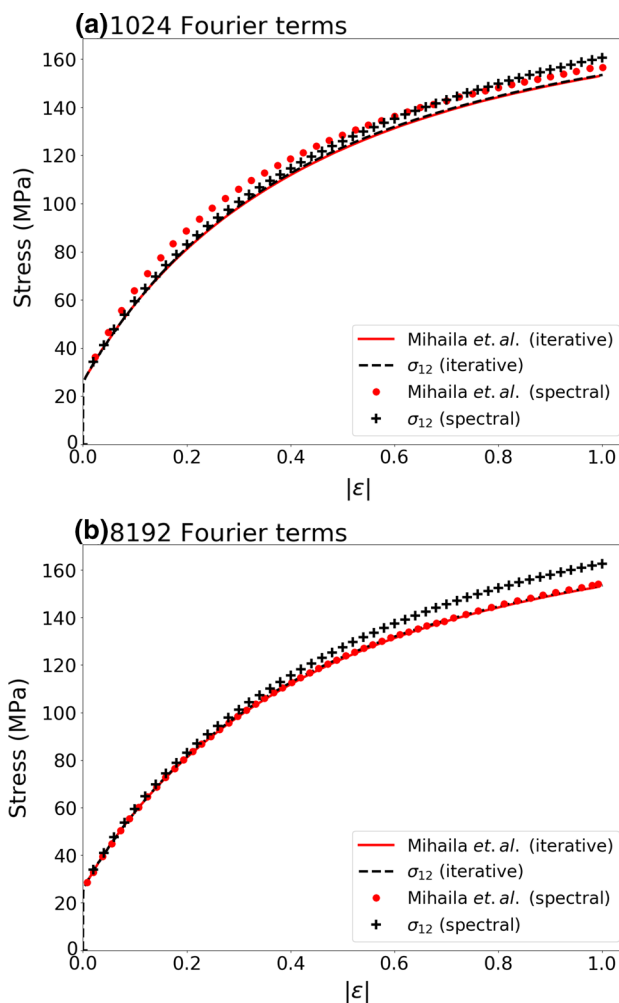 (a) 1024 Fourier terms
160
140
120
100
80
60
40
20
0
Stress (MPa)
Mihaila et. al. (iterative)
σ12 (iterative)
Mihaila et. al. (spectral)
σ12 (spectral)
0.0 0.2 0.4 0.6 0.8 1.0
|ε|
(b) 8192 Fourier terms
160
140
120
100
80
60
40
20
0
Stress (MPa)
Mihaila et. al. (iterative)
σ12 (iterative)
Mihaila et. al. (spectral)
σ12 (spectral)
0.0 0.2 0.4 0.6 0.8 1.0
|ε|